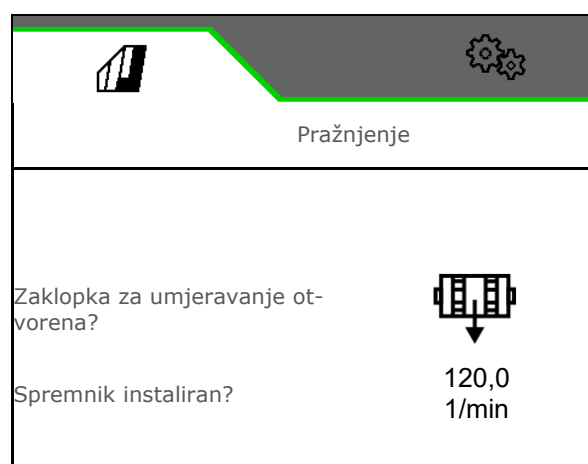 Pražnjenje
Zaklopka za umjeravanje ot-
vorena?
Spremnik instaliran?
120,0
1/min